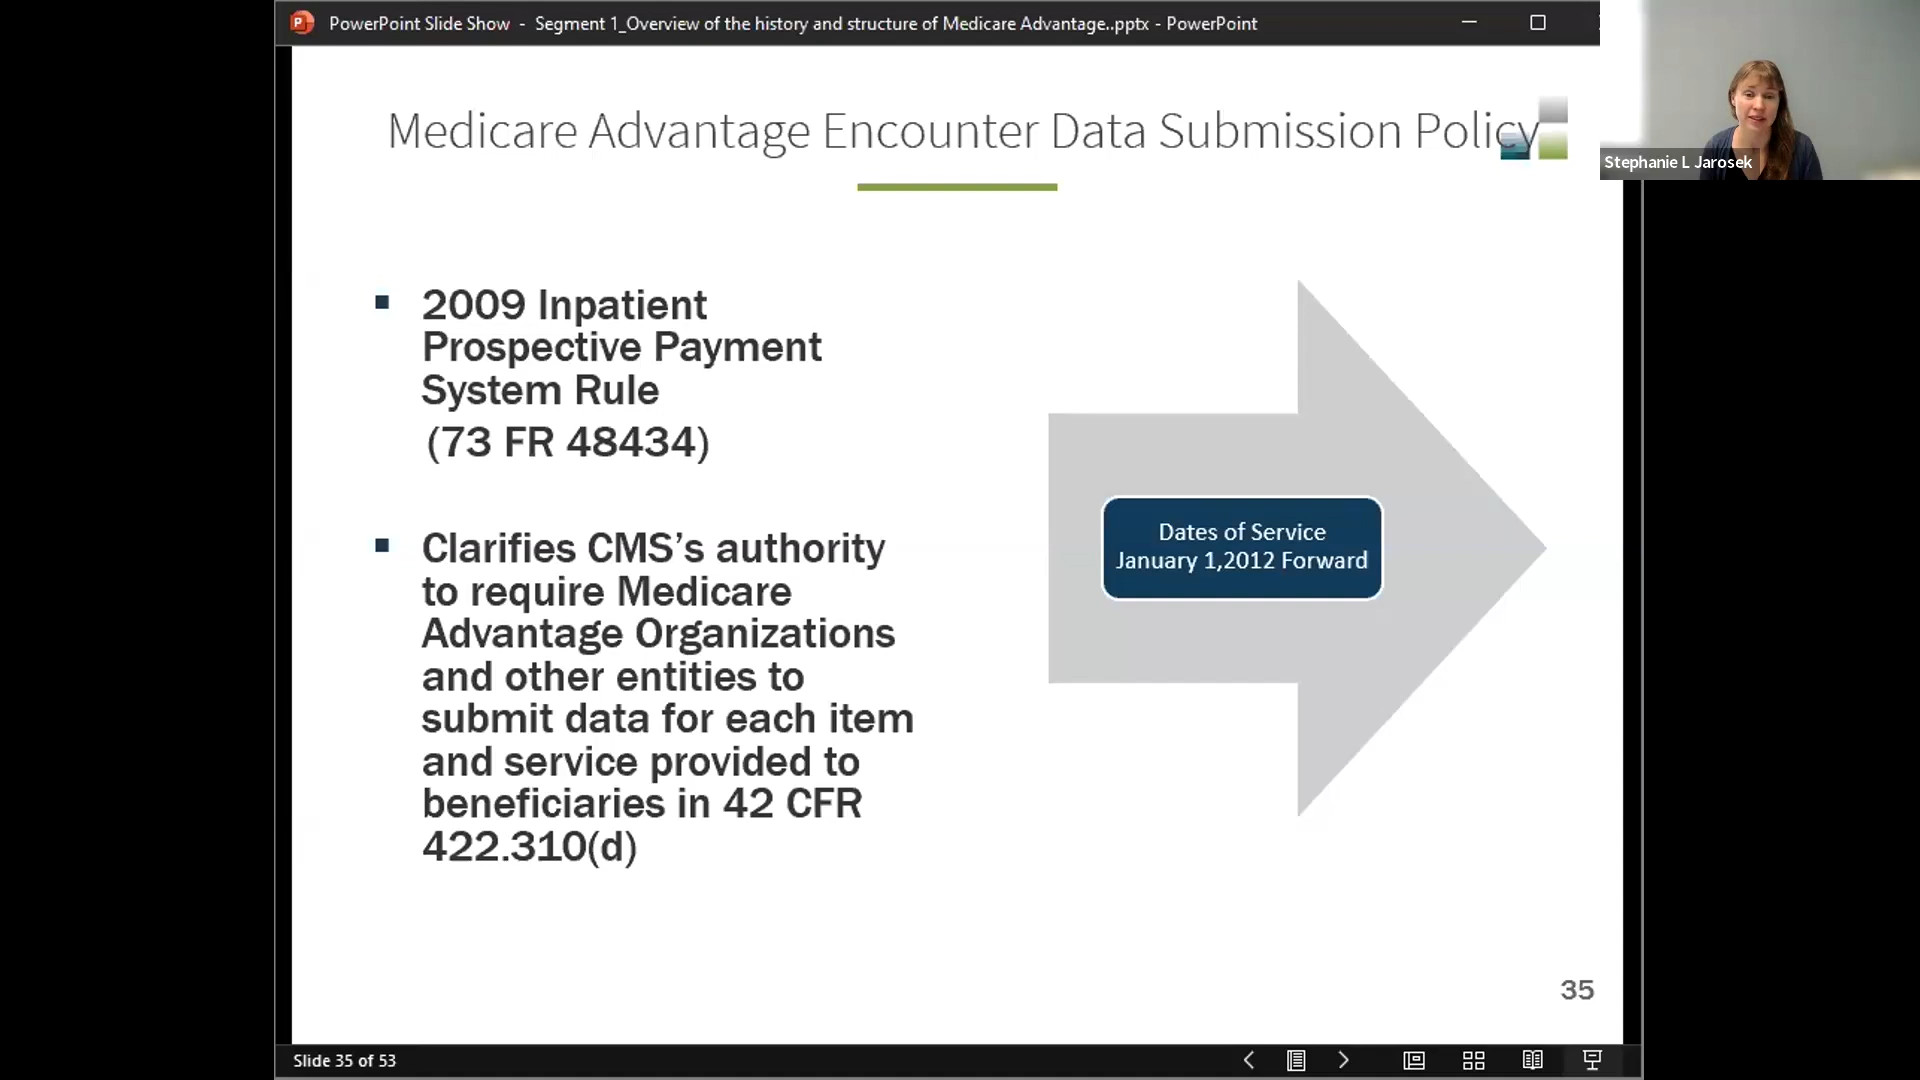 PowerPoint Slide Show - Segment 1_Overview of the history and structure of Medicare Advantage..pptx - PowerPoint
Medicare Advantage Encounter Data Submission Policy
Stephanie L Jarosek
2009 Inpatient
Prospective Payment
System Rule
(73 FR 48434)
Clarifies CMS’s authority
to require Medicare
Advantage Organizations
and other entities to
submit data for each item
and service provided to
beneficiaries in 42 CFR
422.310(d)
Dates of Service
January 1,2012 Forward
35
Slide 35 of 53